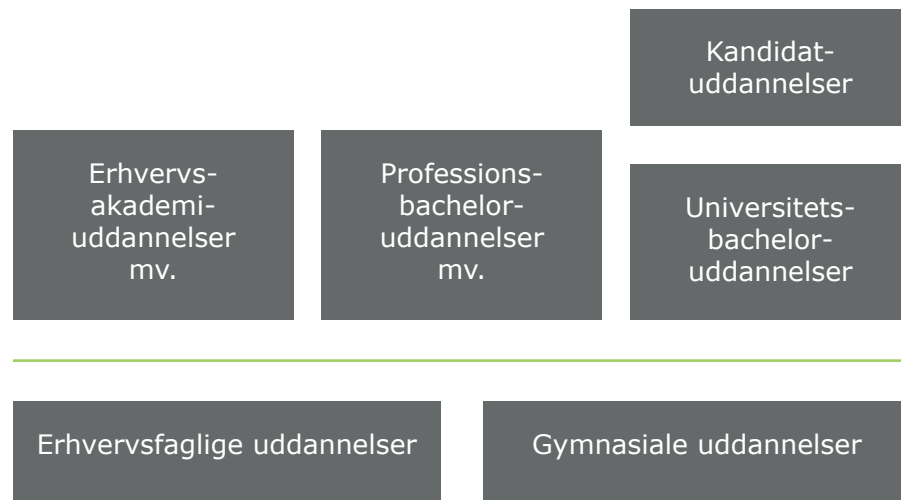 Kandidat-
uddannelser
Erhvervs-
akademi-
uddannelser
mv.
Professions-
bachelor-
uddannelser
mv.
Universitets-
bachelor-
uddannelser
Erhvervsfaglige uddannelser
Gymnasiale uddannelser